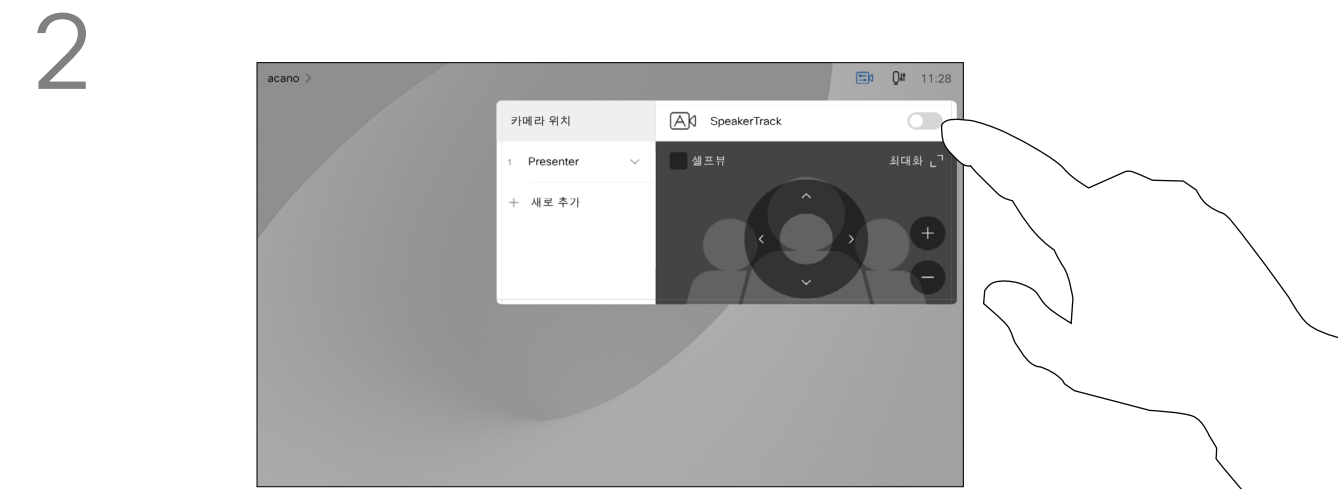 2
acano >
11:28
카메라 위치
A SpeakerTrack
1 Presenter
셀프뷰
최대화
+ 새로 추가
+
−